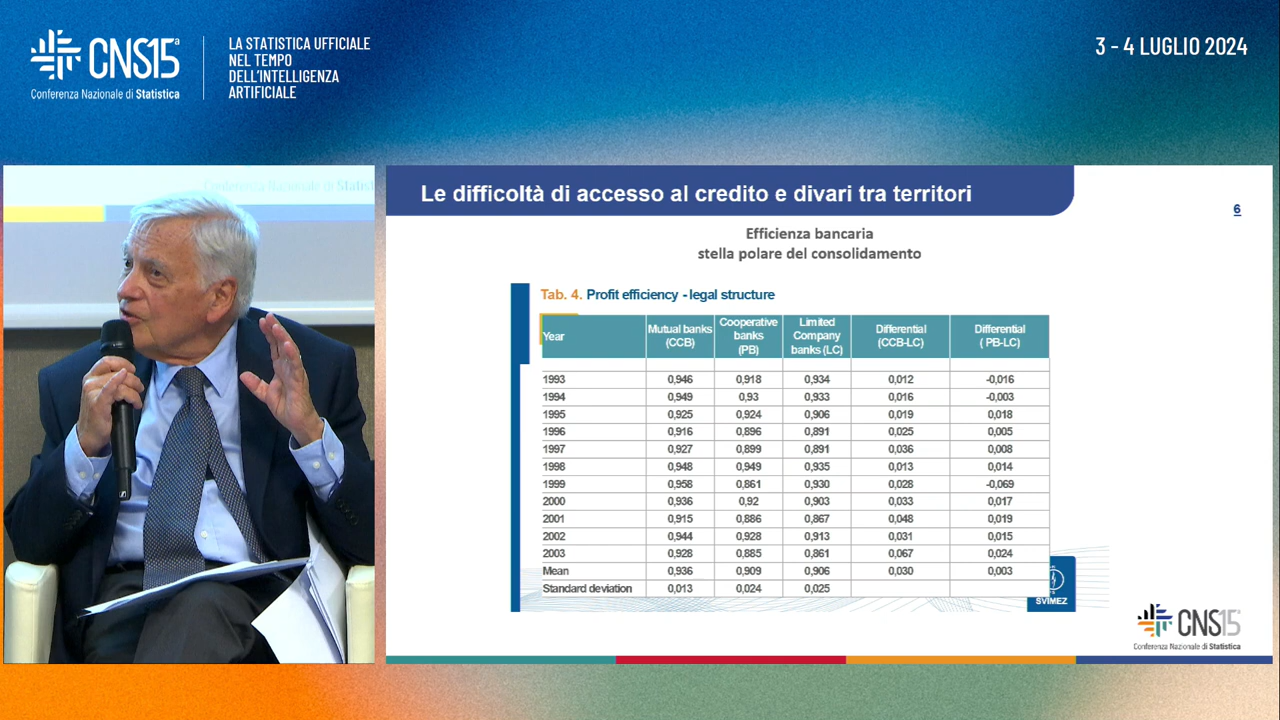 CNS15ª
Conferenza Nazionale di Statistica
LA STATISTICA UFFICIALE
NEL TEMPO
DELL'INTELLIGENZA
ARTIFICIALE
3 - 4 LUGLIO 2024
Conferenza Nazionale di Statist
Le difficoltà di accesso al credito e divari tra territori
6
Efficienza bancaria
stella polare del consolidamento
Tab. 4. Profit efficiency - legal structure
Year Mutual banks (CCB) Cooperative banks (PB) Limited Company banks (LC) Differential (CCB-LC) Differential ( PB-LC)
1993 0,946 0,918 0,934 0,012 -0,016
1994 0,949 0,93 0,933 0,016 -0,003
1995 0,925 0,924 0,906 0,019 0,018
1996 0,916 0,896 0,891 0,025 0,005
1997 0,927 0,899 0,891 0,036 0,008
1998 0,948 0,949 0,935 0,013 0,014
1999 0,958 0,861 0,930 0,028 -0,069
2000 0,936 0,92 0,903 0,033 0,017
2001 0,915 0,886 0,867 0,048 0,019
2002 0,944 0,928 0,913 0,031 0,015
2003 0,928 0,885 0,861 0,067 0,024
Mean 0,936 0,909 0,906 0,030 0,003
Standard deviation 0,013 0,024 0,025
SVIMEZ
CNS15ª
Conferenza Nazionale di Statistica